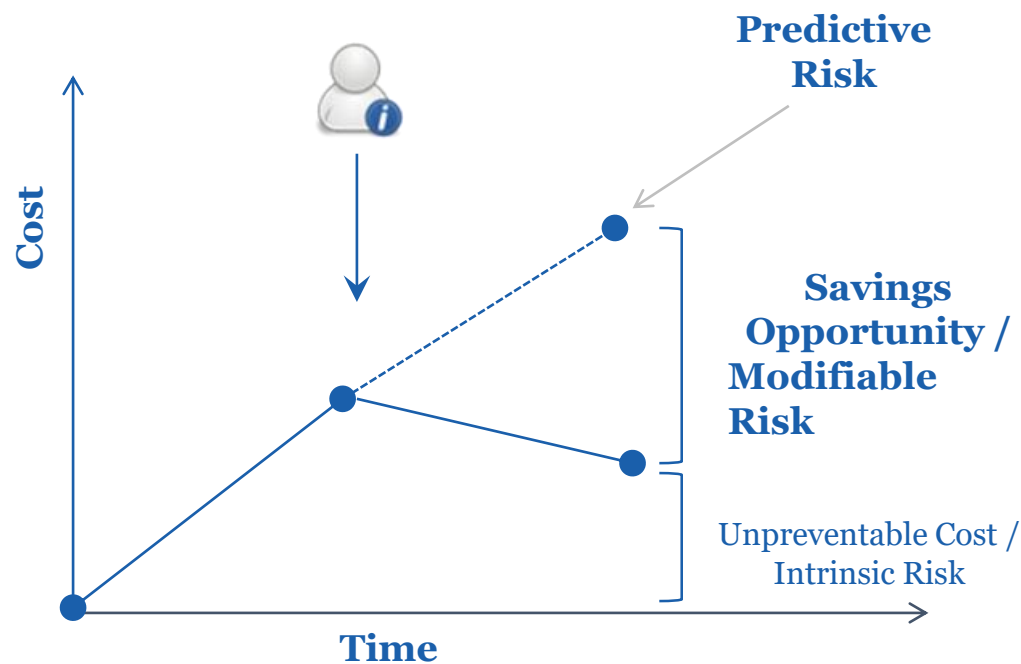 Predictive
Risk
Cost
i
Savings
Opportunity /
Modifiable
Risk
Unpreventable Cost /
Intrinsic Risk
Time